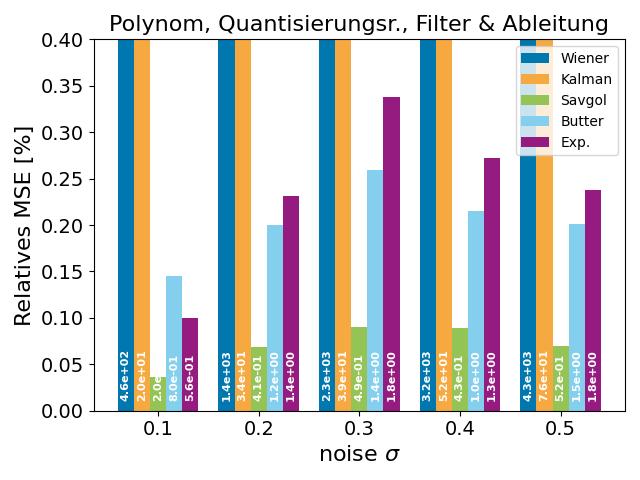 Polynom, Quantisierungsr., Filter & Ableitung
Relatives MSE [%]
0.40
0.35
0.30
0.25
0.20
0.15
0.10
0.05
0.00
Wiener
Kalman
Savgol
Butter
Exp.
4.6e+02
2.0e+01
2.0e
8.0e-01
5.6e-01
1.4e+03
3.4e+01
4.1e-01
1.2e+00
1.4e+00
2.3e+03
3.9e+01
4.9e-01
1.4e+00
1.8e+00
3.2e+03
5.2e+01
4.3e-01
1.0e+00
1.3e+00
4.3e+03
7.6e+01
5.2e-01
1.5e+00
1.8e+00
0.1 0.2 0.3 0.4 0.5
noise σ